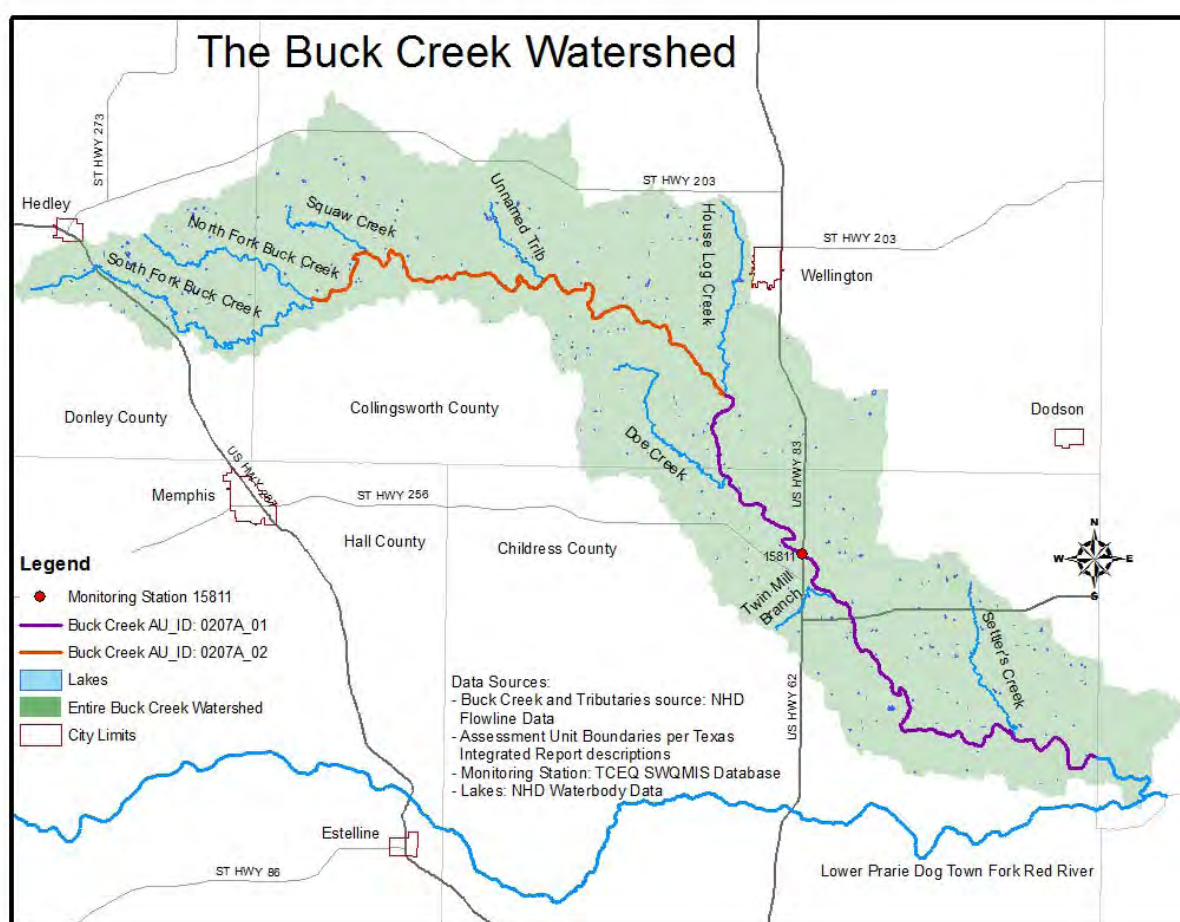 The Buck Creek Watershed
ST HWY 273
Hedley
Squaw Creek
North Fork Buck Creek
South Fork Buck Creek
Unnamed Trib
ST HWY 203
House Log Creek
ST HWY 203
Wellington
Donley County
Collingsworth County
Dodson
Doe Creek
US HWY 83
US HWY 287
Memphis
ST HWY 256
Hall County
Childress County
15811
Twin-Mill
Branch
Settler's Creek
N
W
E
S
US HWY 62
Legend
Monitoring Station 15811
Buck Creek AU_ID: 0207A_01
Buck Creek AU_ID: 0207A_02
Lakes
Entire Buck Creek Watershed
City Limits
Data Sources:
- Buck Creek and Tributaries source: NHD
Flowline Data
- Assessment Unit Boundaries per Texas
Integrated Report descriptions
- Monitoring Station: TCEQ SWQMIS Database
- Lakes: NHD Waterbody Data
Estelline
ST HWY 86
Lower Prarie Dog Town Fork Red River